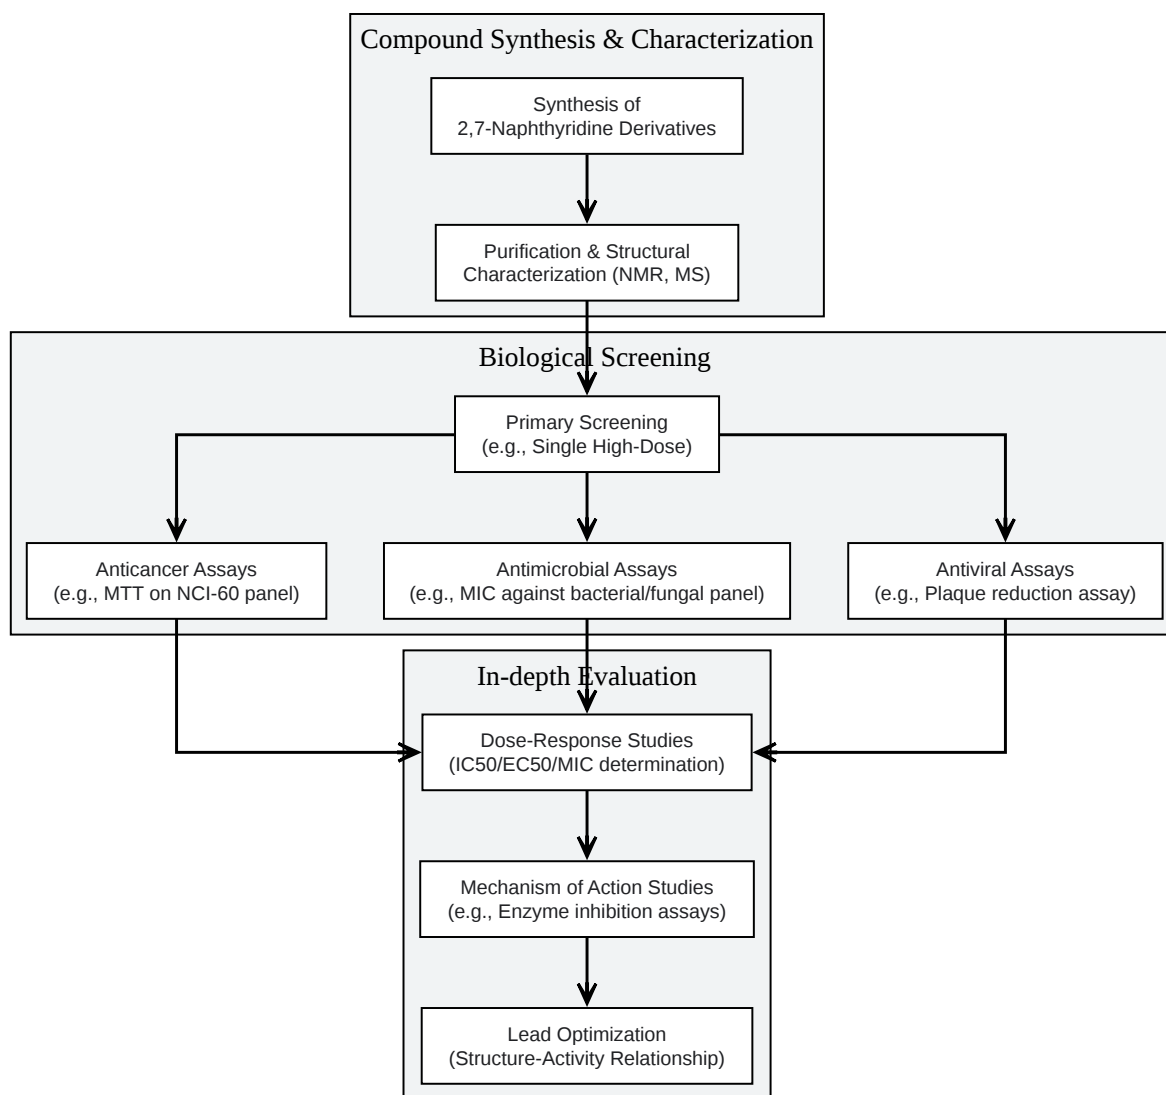 Compound Synthesis & Characterization
Synthesis of
2,7-Naphthyridine Derivatives
Purification & Structural
Characterization (NMR, MS)
Biological Screening
Primary Screening
(e.g., Single High-Dose)
Anticancer Assays
(e.g., MTT on NCI-60 panel)
Antimicrobial Assays
(e.g., MIC against bacterial/fungal panel)
Antiviral Assays
(e.g., Plaque reduction assay)
In-depth Evaluation
Dose-Response Studies
(IC50/EC50/MIC determination)
Mechanism of Action Studies
(e.g., Enzyme inhibition assays)
Lead Optimization
(Structure-Activity Relationship)